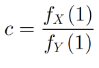 c = \frac{f_X(1)}{f_Y(1)}